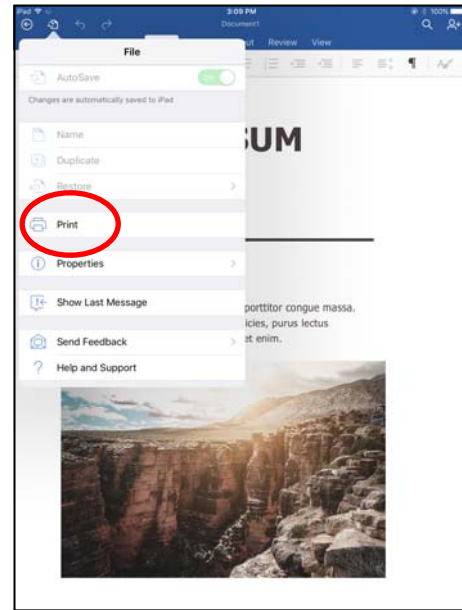 iPad 3:09 PM 100%
Document1
out Review View
File
AutoSave
Changes are automatically saved to iPad
Name
Duplicate
Restore
Print
Properties
Show Last Message
Send Feedback
Help and Support
SUM
porttitor congue massa.
icies, purus lectus
et enim.